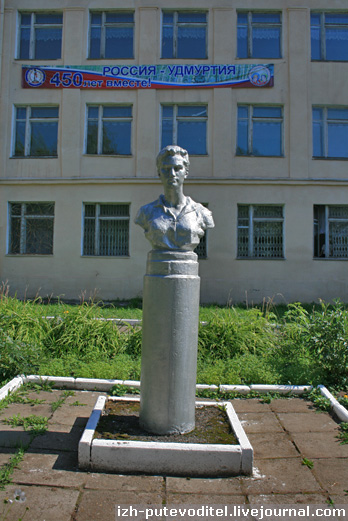 РОССИЯ - УДМУРТИЯ
450 лет вместе!
izh-putevoditel.livejournal.com